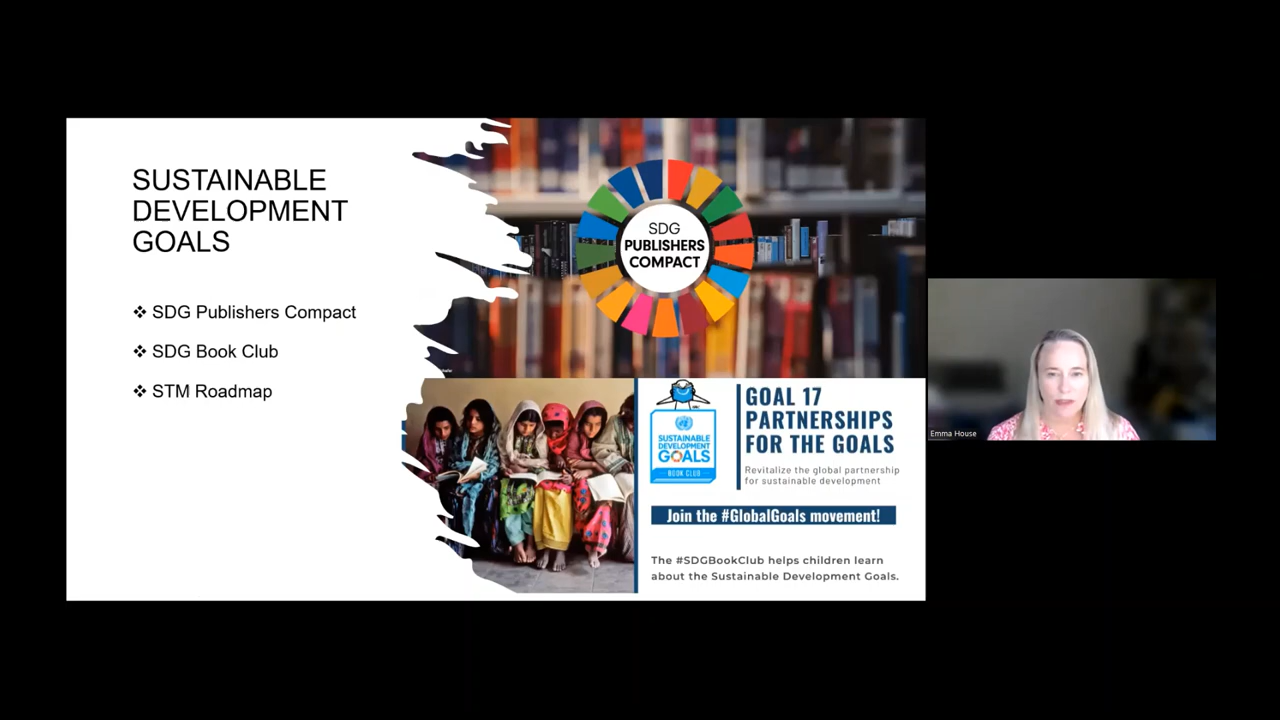 SUSTAINABLE
DEVELOPMENT
GOALS
❖ SDG Publishers Compact
❖ SDG Book Club
❖ STM Roadmap
SDG
PUBLISHERS
COMPACT
SUSTAINABLE
DEVELOPMENT
GOALS
BOOK CLUB
GOAL 17
PARTNERSHIPS
FOR THE GOALS
Revitalize the global partnership
for sustainable development
Join the #GlobalGoals movement!
The #SDGBookClub helps children learn
about the Sustainable Development Goals.
Emma House